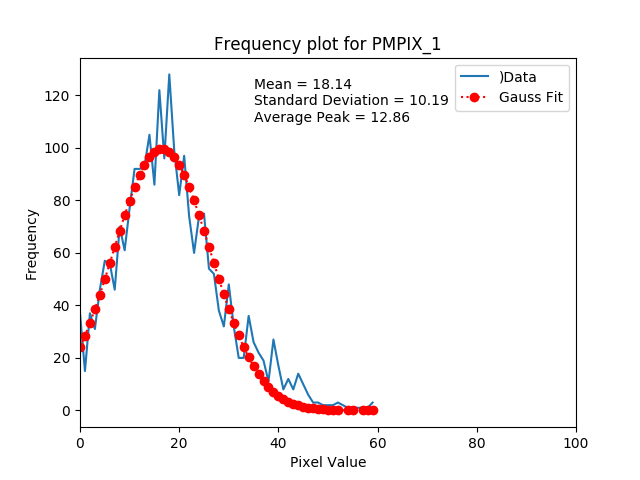 Frequency plot for PMPIX_1
Mean = 18.14
Standard Deviation = 10.19
Average Peak = 12.86
)Data
Gauss Fit
Frequency
120
100
80
60
40
20
0
0 20 40 60 80 100
Pixel Value